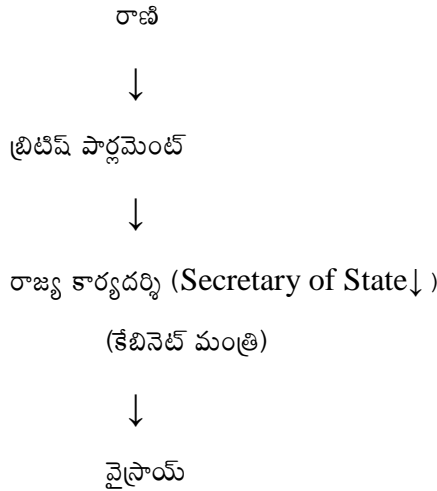 రాణి
↓
బ్రిటిష్ పార్లమెంట్
↓
రాజ్య కార్యదర్శి (Secretary of State↓ )
(కేబినెట్ మంత్రి)
↓
వైస్రాయ్